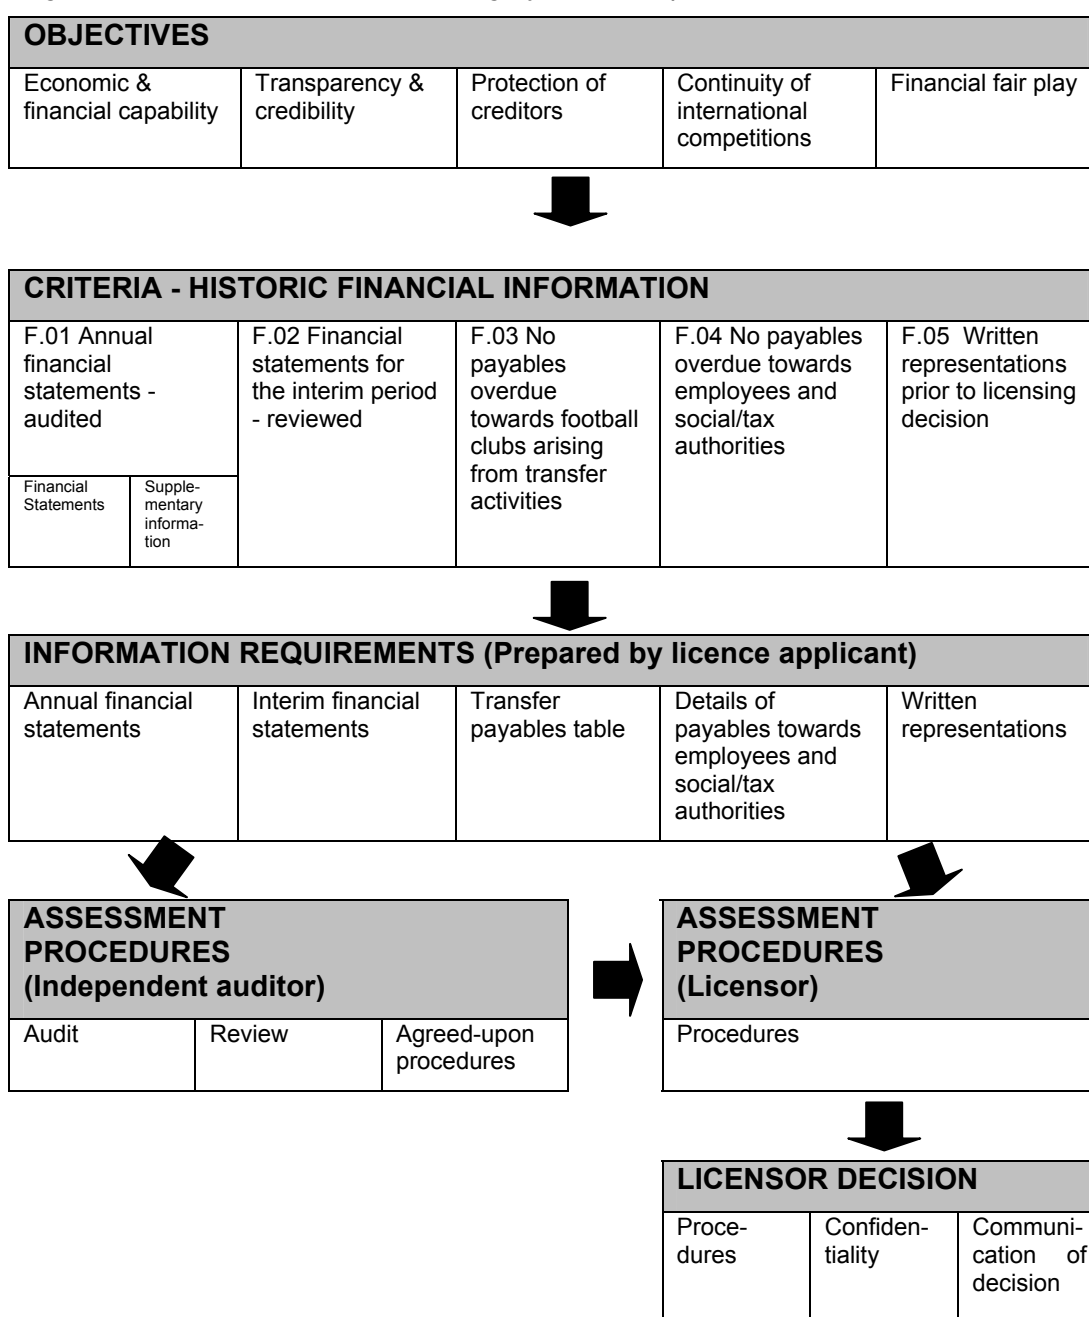 OBJECTIVES
Economic &
financial capability
Transparency &
credibility
Protection of
creditors
Continuity of
international
competitions
Financial fair play
CRITERIA - HISTORIC FINANCIAL INFORMATION
F.01 Annual
financial
statements -
audited
Financial
Statements
Supple-
mentary
informa-
tion
F.02 Financial
statements for
the interim period
- reviewed
F.03 No
payables
overdue
towards football
clubs arising
from transfer
activities
F.04 No payables
overdue towards
employees and
social/tax
authorities
F.05 Written
representations
prior to licensing
decision
INFORMATION REQUIREMENTS (Prepared by licence applicant)
Annual financial
statements
Interim financial
statements
Transfer
payables table
Details of
payables towards
employees and
social/tax
authorities
Written
representations
ASSESSMENT
PROCEDURES
(Independent auditor)
Audit
Review
Agreed-upon
procedures
ASSESSMENT
PROCEDURES
(Licensor)
Procedures
LICENSOR DECISION
Proce-
dures
Confiden-
tiality
Communi-
cation of
decision